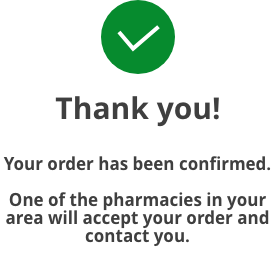 Thank you!
Your order has been confirmed.
One of the pharmacies in your
area will accept your order and
contact you.